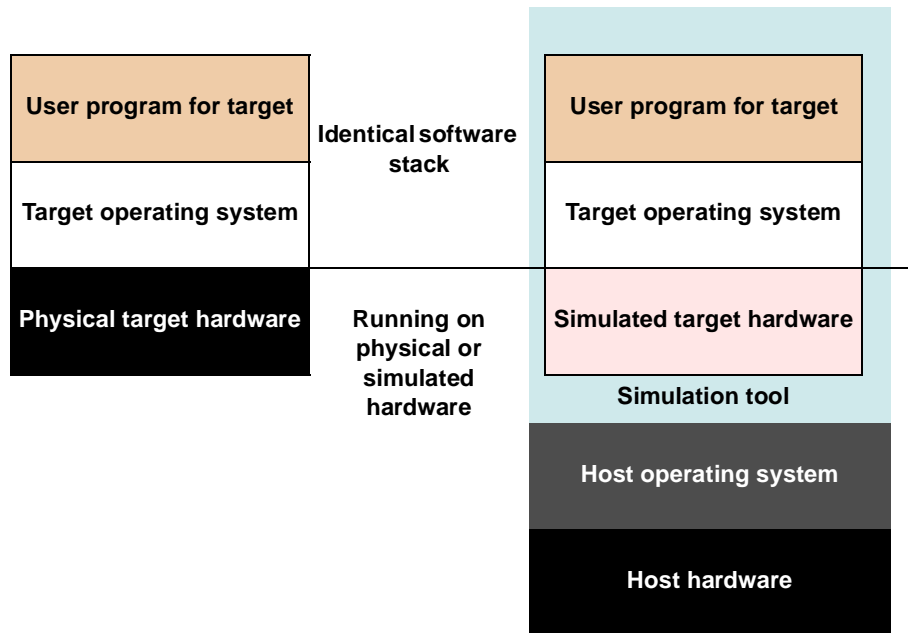 User program for target
Target operating system
Physical target hardware
Identical software
stack
Running on
physical or
simulated
hardware
User program for target
Target operating system
Simulated target hardware
Simulation tool
Host operating system
Host hardware